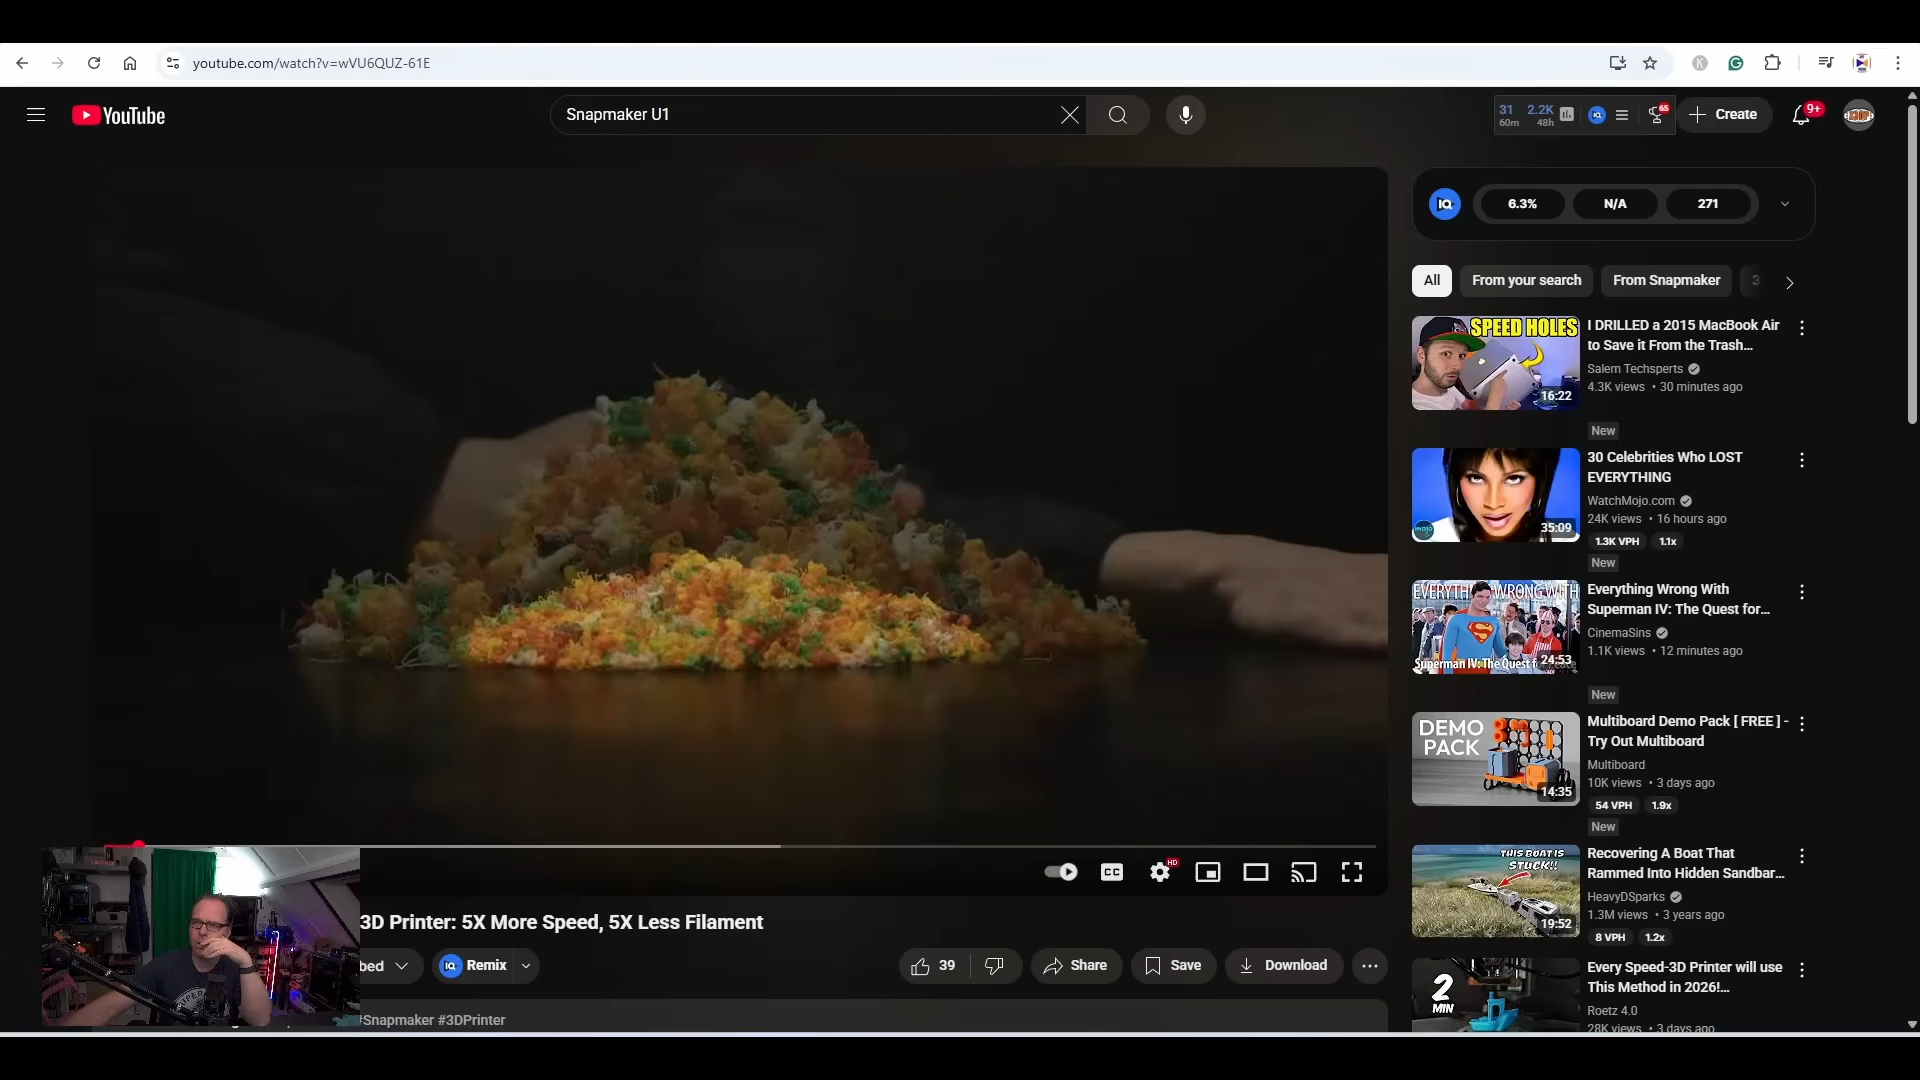 youtube.com/watch?v=wVU6QUZ-61E
YouTube
Snapmaker U1
31
60m
2.2K
48h
65
Create
9+
IQ
6.3%
N/A
271
All
From your search
From Snapmaker
3
SPEED HOLES
16:22
I DRILLED a 2015 MacBook Air
to Save it From the Trash...
Salem Techsperts
4.3K views • 30 minutes ago
New
35:09
30 Celebrities Who LOST
EVERYTHING
WatchMojo.com
24K views • 16 hours ago
1.3K VPH
1.1x
New
EVERYTHING WRONG WITH
Superman IV: The Quest for
24:53
Everything Wrong With
Superman IV: The Quest for...
CinemaSins
1.1K views • 12 minutes ago
New
DEMO
PACK
14:35
Multiboard Demo Pack [ FREE ] -
Try Out Multiboard
Multiboard
10K views • 3 days ago
54 VPH
1.9x
New
THIS BOAT IS
STUCK!!
19:52
Recovering A Boat That
Rammed Into Hidden Sandbar...
HeavyDSparks
1.3M views • 3 years ago
8 VPH
1.2x
2
MIN
Every Speed-3D Printer will use
This Method in 2026!...
Roetz 4.0
28K views • 3 days ago
CC
HD
3D Printer: 5X More Speed, 5X Less Filament
bed
IQ
Remix
39
Share
Save
Download
#Snapmaker #3DPrinter